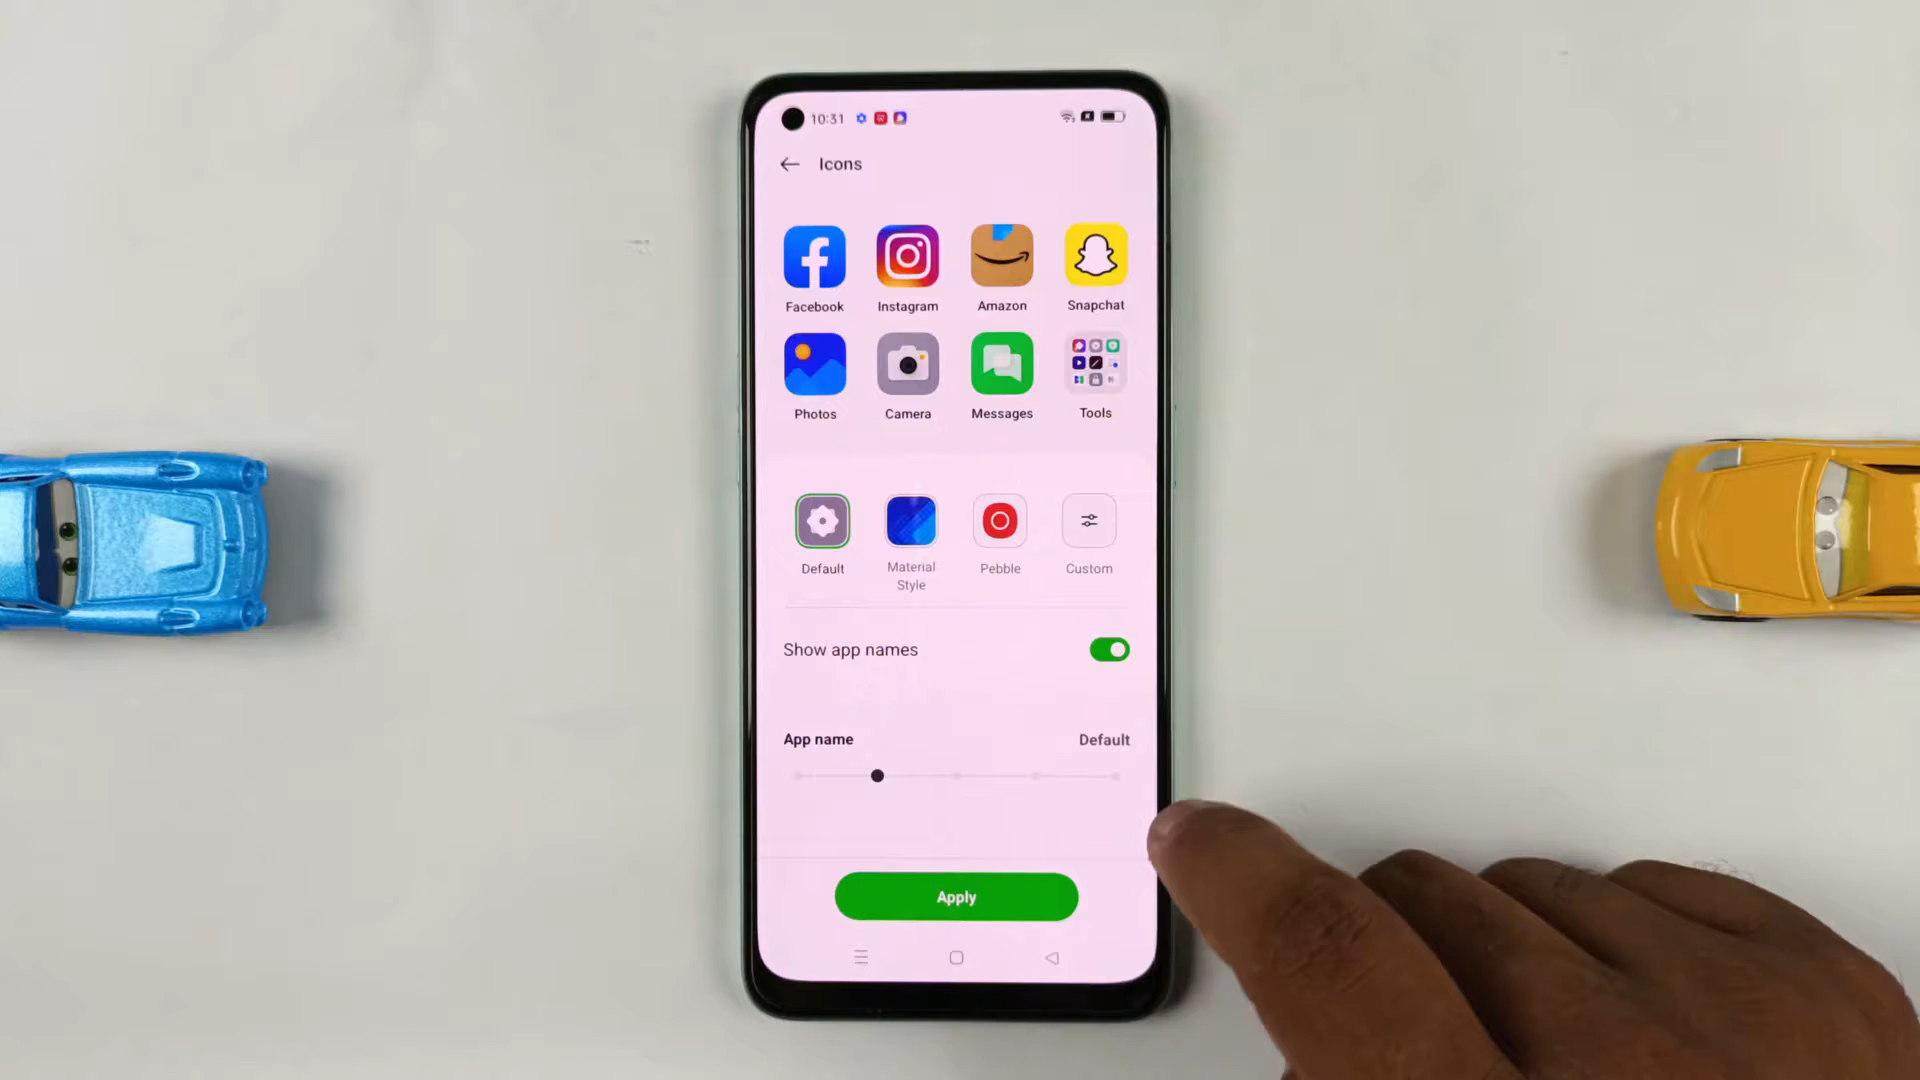 10:31
Icons
Facebook Instagram Amazon Snapchat
Photos Camera Messages Tools
Default Material Style Pebble Custom
Show app names
App name Default
Apply